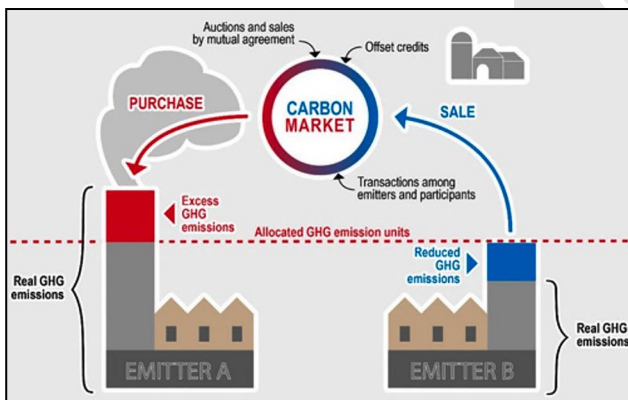 Auctions and sales
by mutual agreement
Offset credits
PURCHASE
CARBON
MARKET
SALE
Transactions among
emitters and participants
Excess
GHG
emissions
Allocated GHG emission units
Reduced
GHG
emissions
Real GHG
emissions
Real GHG
emissions
EMITTER A
EMITTER B